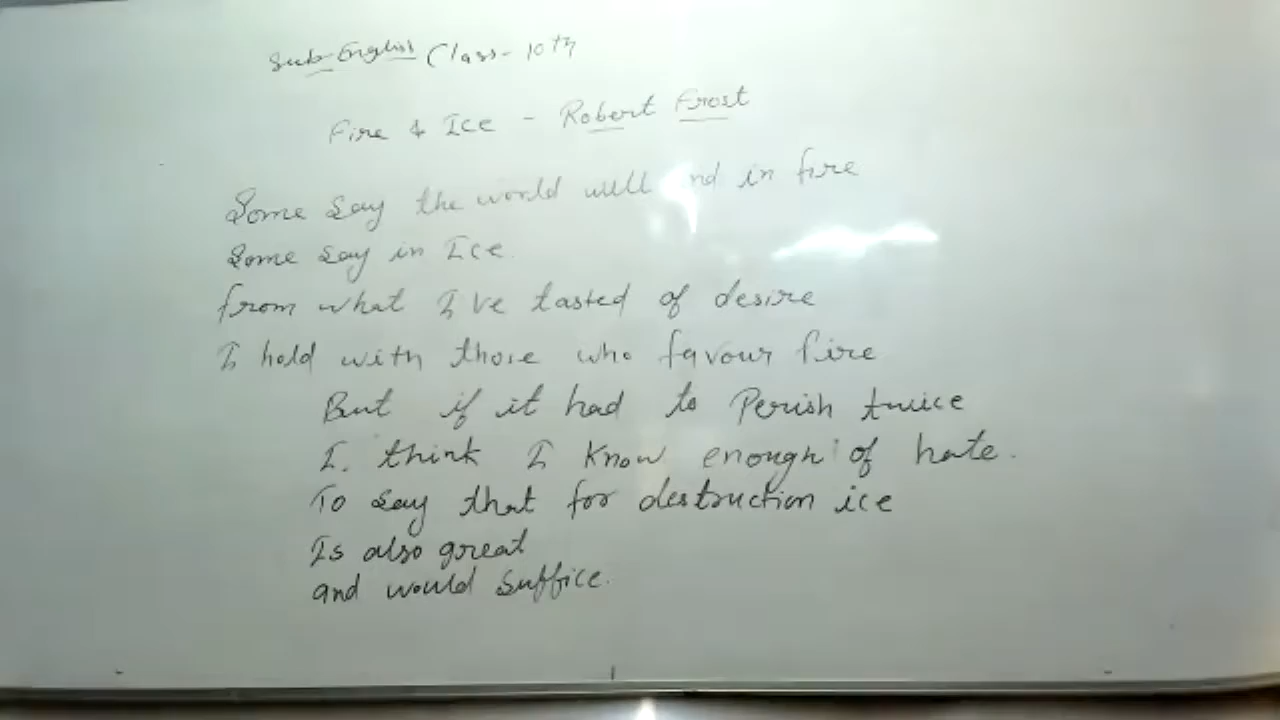 Sub-English Class-10th
Fire & Ice - Robert Frost
Some Say the world will nd in fire
Some Say in Ice.
from what I've tasted of desire
I hold with those who favour fire
But if it had to Perish twice
I. think I Know enough of hate.
To Say that for destruction ice
Is also great
and would Suffice.